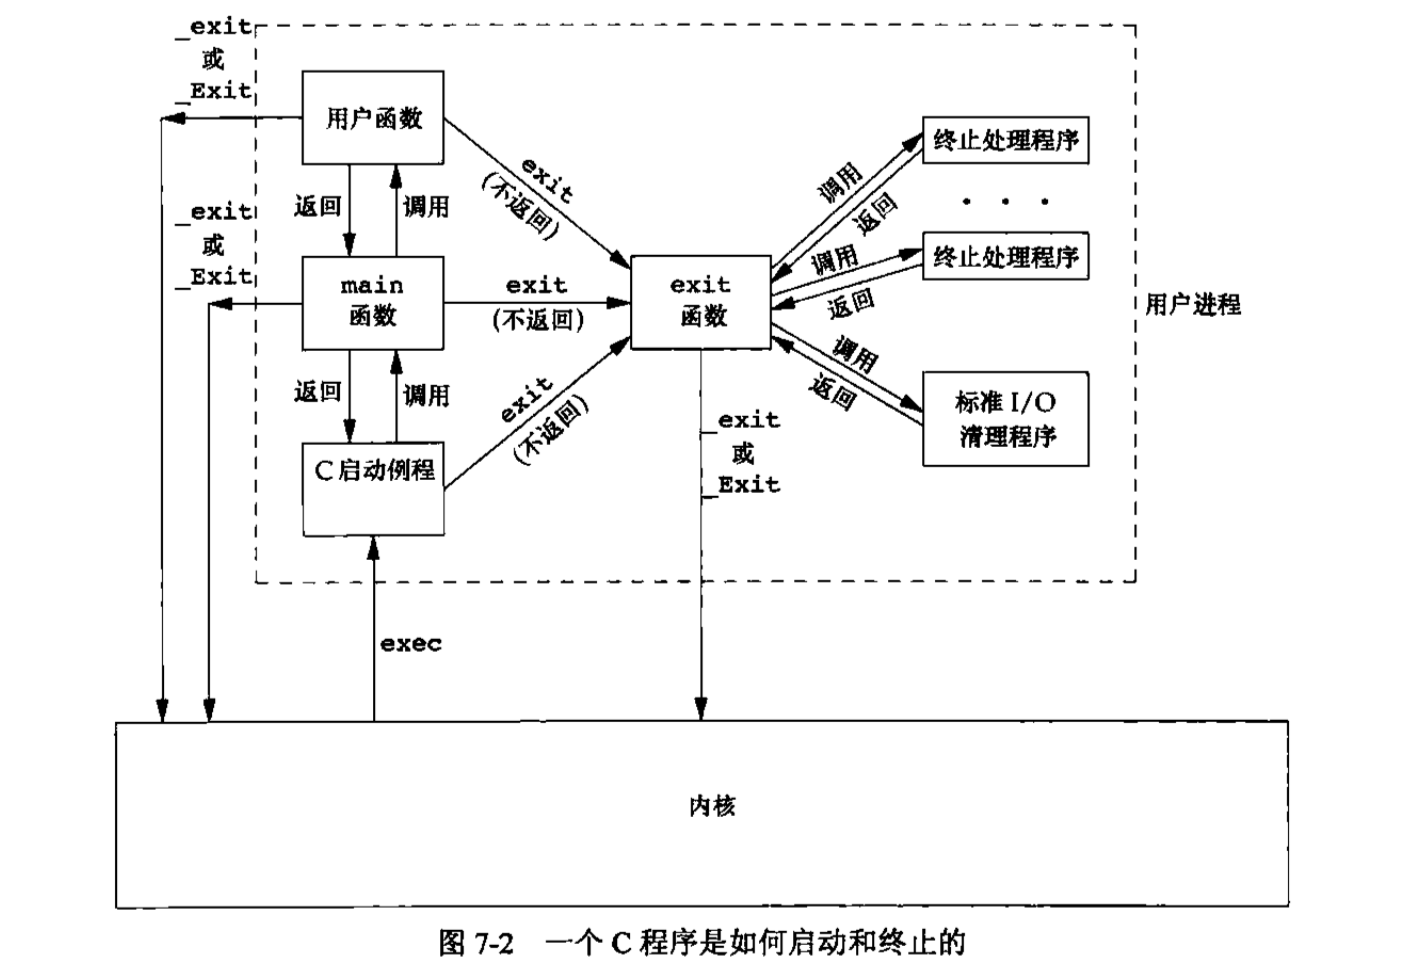 _exit
或
_Exit
用户函数
终止处理程序
exit
(不返回)
调用
返回
返回
调用
. . .
_exit
或
_Exit
main
函数
exit
(不返回)
exit
函数
调用
返回
终止处理程序
用户进程
返回
调用
exit
(不返回)
调用
返回
标准 I/O
清理程序
C 启动例程
_exit
或
_Exit
exec
内核
图 7-2 一个 C 程序是如何启动和终止的